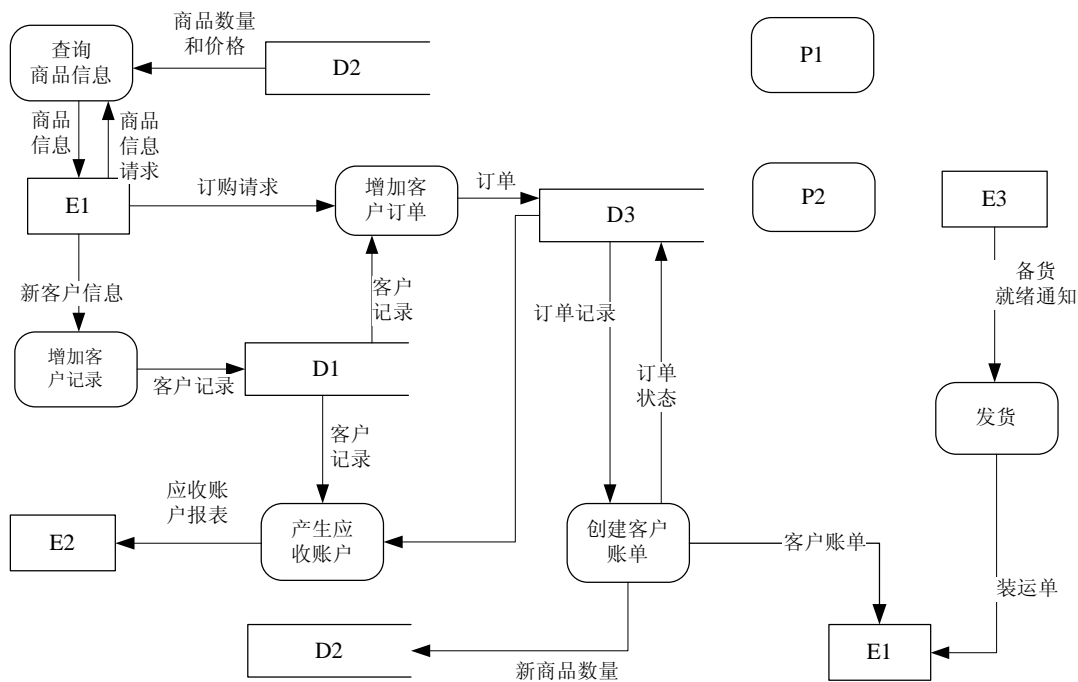 商品数量
和价格
查询
商品信息
D2
P1
商品
信息
商品
信息
请求
E1
订购请求
增加客
户订单
订单
D3
P2
E3
新客户信息
客户
记录
订单记录
备货
就绪通知
增加客
户记录
客户记录
D1
订单
状态
发货
客户
记录
应收账
户报表
E2
产生应
收账户
创建客户
账单
客户账单
装运单
D2
新商品数量
E1